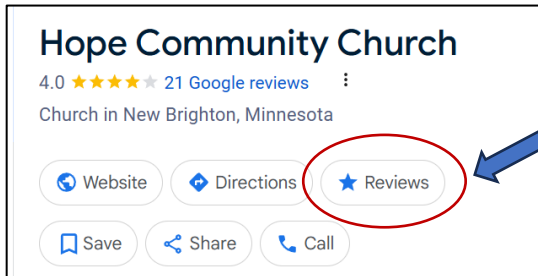 Hope Community Church
4.0 21 Google reviews
Church in New Brighton, Minnesota
Website Directions Reviews
Save Share Call